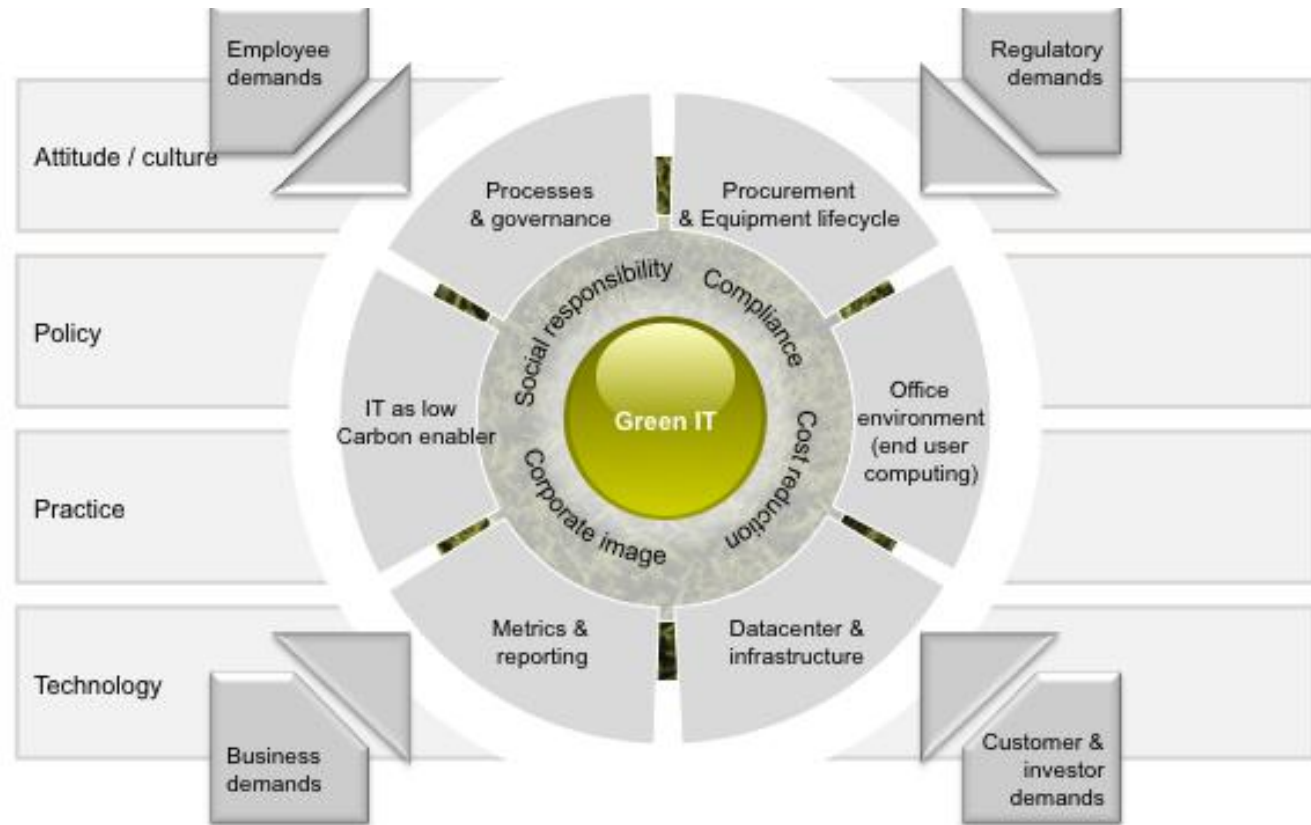 Employee
demands
Regulatory
demands
Attitude / culture
Processes
& governance
Procurement
& Equipment lifecycle
Social responsibility
Compliance
Policy
IT as low
Carbon enabler
Green IT
Office
environment
(end user
computing)
Corporate image
Cost reduction
Practice
Metrics &
reporting
Datacenter &
infrastructure
Technology
Business
demands
Customer &
investor
demands